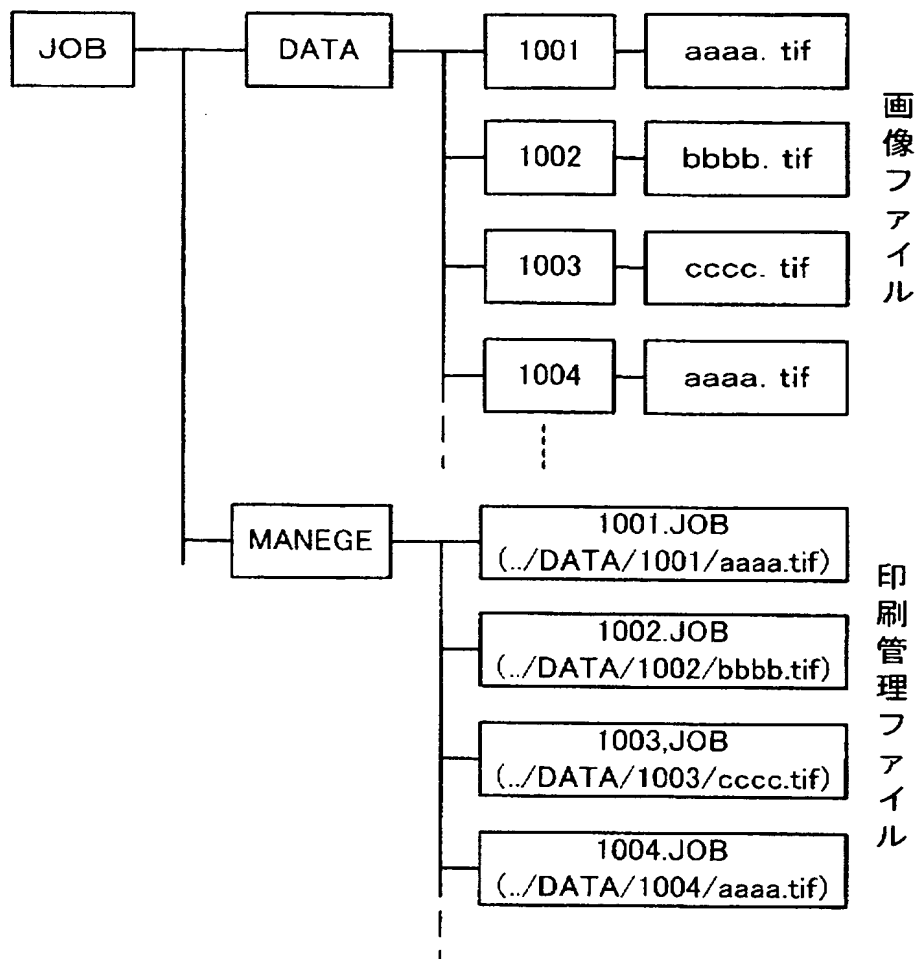 JOB
DATA
1001
aaaa. tif
1002
bbbb. tif
1003
cccc. tif
1004
aaaa. tif
画像ファイル
MANEGE
1001.JOB
(../DATA/1001/aaaa.tif)
1002.JOB
(../DATA/1002/bbbb.tif)
1003,JOB
(../DATA/1003/cccc.tif)
1004.JOB
(../DATA/1004/aaaa.tif)
印刷管理ファイル